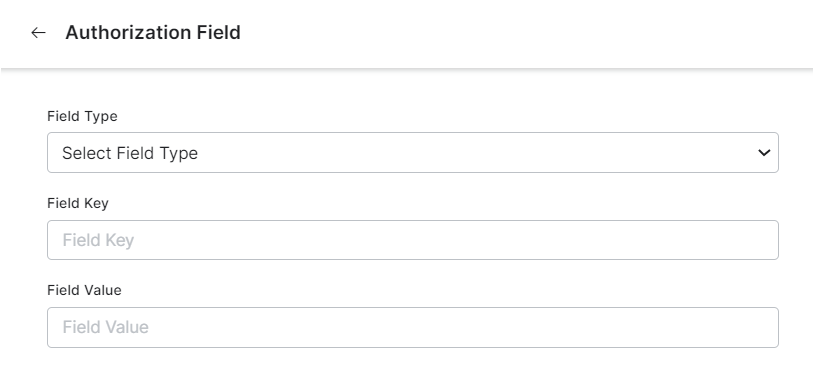 Authorization Field
Field Type
Select Field Type
Field Key
Field Key
Field Value
Field Value